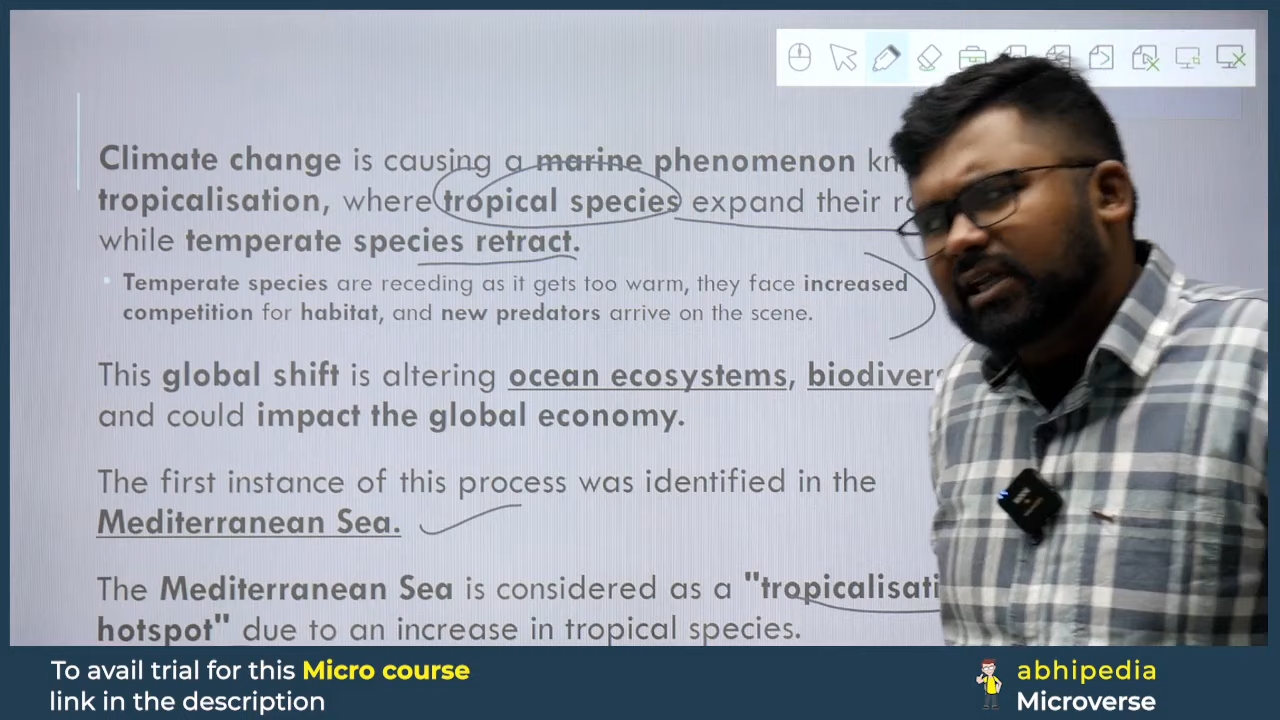 Climate change is causing a marine phenomenon
tropicalisation, where tropical species expand their
while temperate species retract.
Temperate species are receding as it gets too warm, they face increased
competition for habitat, and new predators arrive on the scene.
This global shift is altering ocean ecosystems,
and could impact the global economy.
The first instance of this process was identified in the
Mediterranean Sea.
The Mediterranean Sea is considered as a
hotspot" due to an increase in tropical species.
To avail trial for this Micro course
link in the description
abhipedia
Microverse